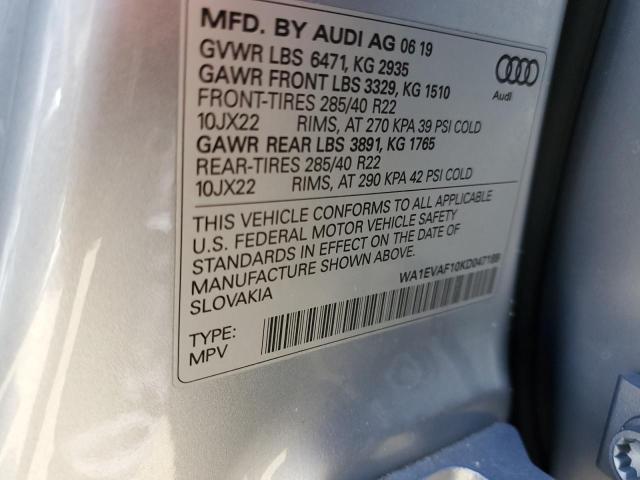 MFD. BY AUDI AG 06 19
GVWR LBS 6471, KG 2935
GAWR FRONT LBS 3329, KG 1510
FRONT-TIRES 285/40 R22
10JX22 RIMS, AT 270 KPA 39 PSI COLD
GAWR REAR LBS 3891, KG 1765
REAR-TIRES 285/40 R22
10JX22 RIMS, AT 290 KPA 42 PSI COLD
Audi
THIS VEHICLE CONFORMS TO ALL APPLICABLE
U.S. FEDERAL MOTOR VEHICLE SAFETY
STANDARDS IN EFFECT ON THE DATE OF
MANUFACTURE SHOWN ABOVE.
SLOVAKIA
TYPE:
MPV